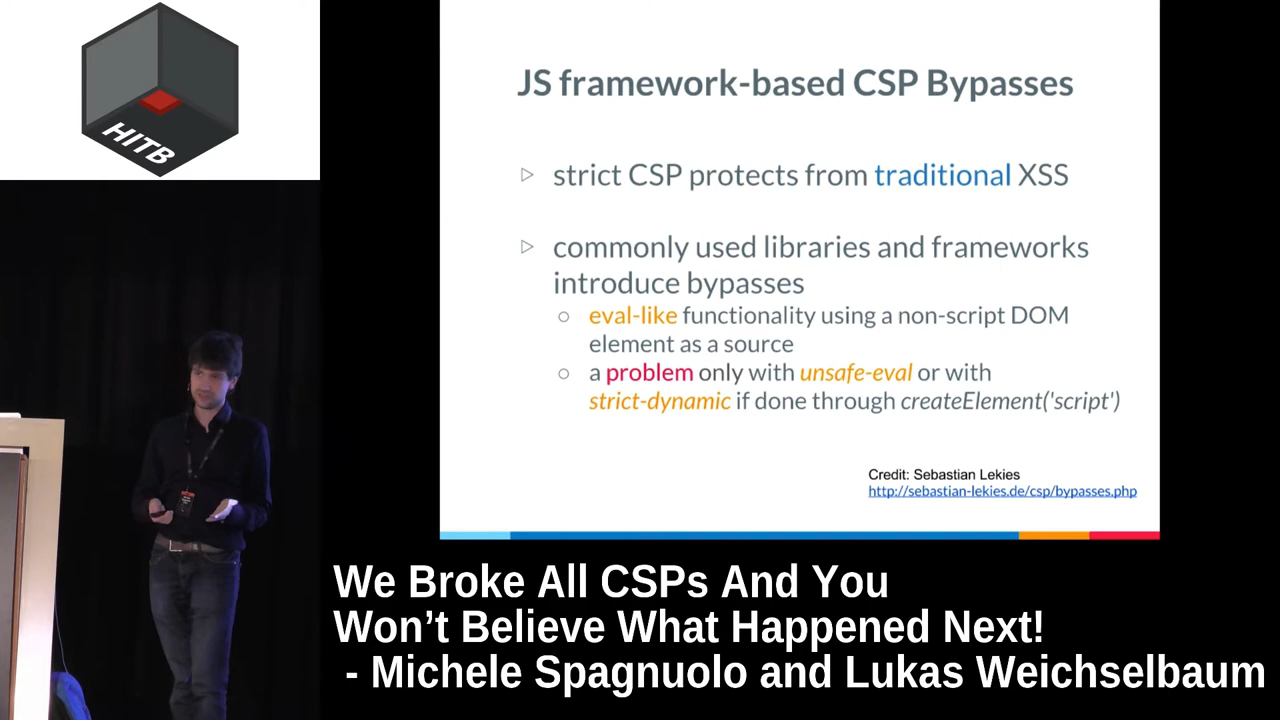 HITB
JS framework-based CSP Bypasses
▷ strict CSP protects from traditional XSS
▷ commonly used libraries and frameworks
introduce bypasses
○ eval-like functionality using a non-script DOM
element as a source
○ a problem only with unsafe-eval or with
strict-dynamic if done through createElement('script')
Credit: Sebastian Lekies
http://sebastian-lekies.de/csp/bypasses.php
We Broke All CSPs And You
Won’t Believe What Happened Next!
- Michele Spagnuolo and Lukas Weichselbaum